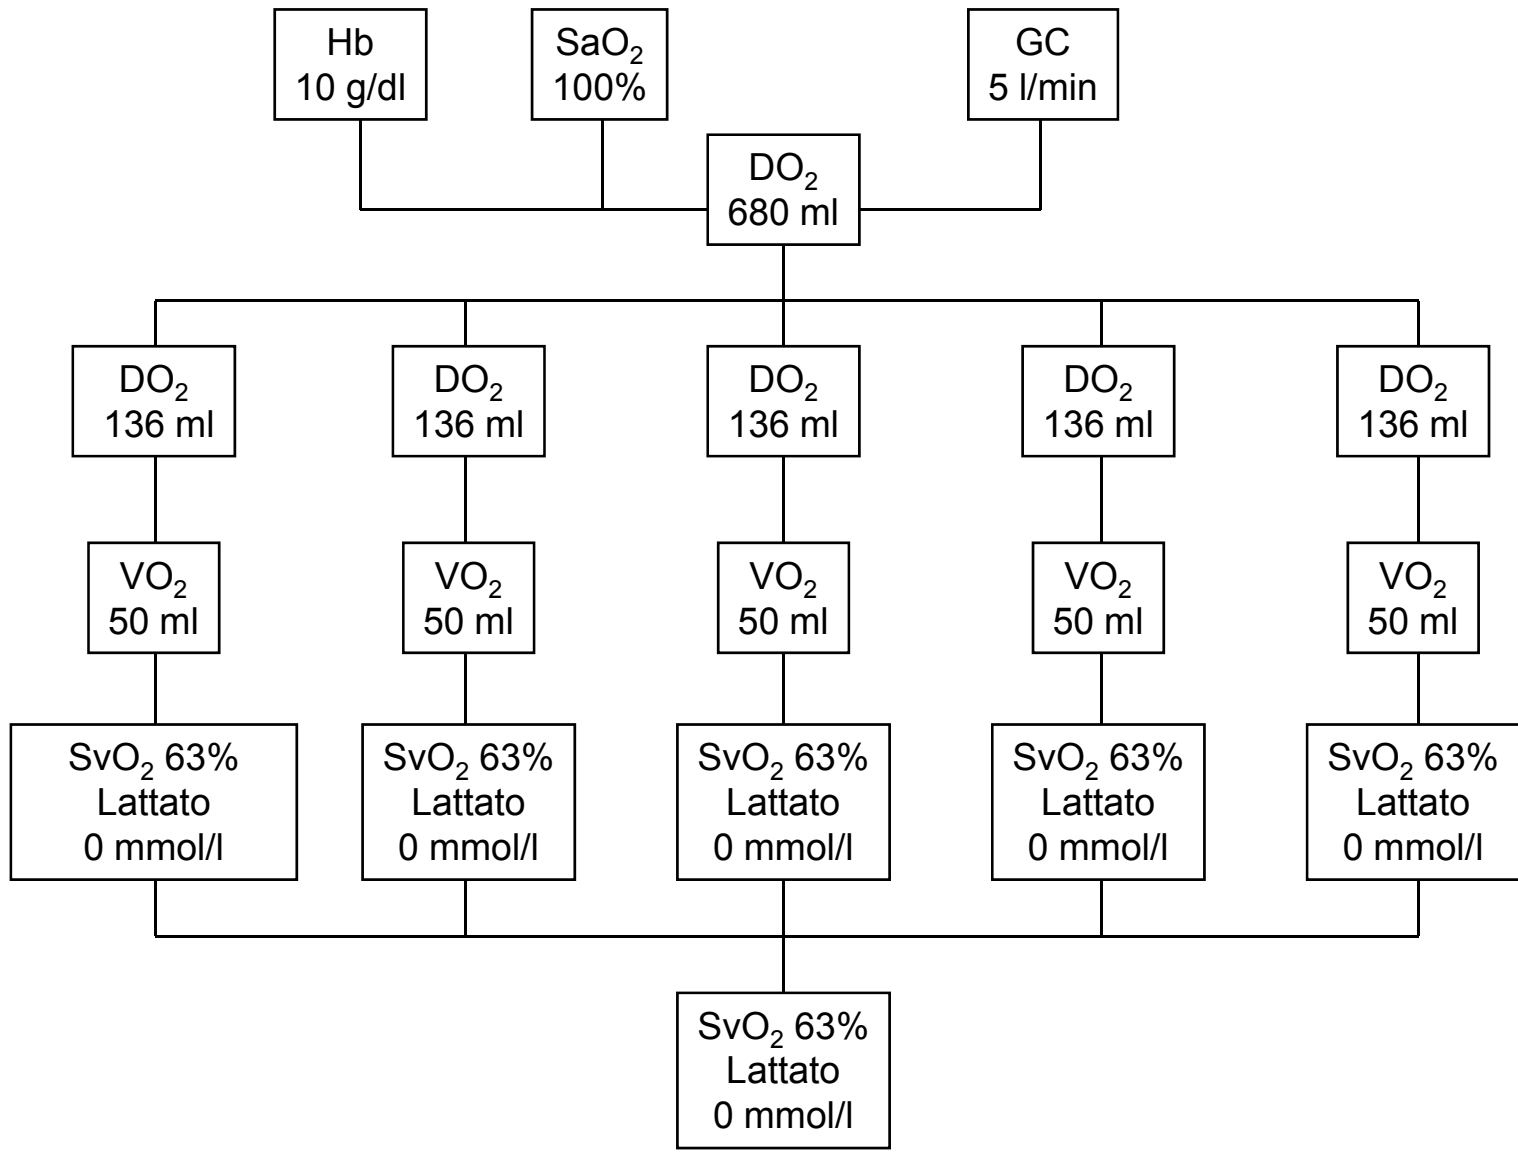 Hb
10 g/dl
SaO₂
100%
GC
5 l/min
DO₂
680 ml
DO₂
136 ml
DO₂
136 ml
DO₂
136 ml
DO₂
136 ml
DO₂
136 ml
VO₂
50 ml
VO₂
50 ml
VO₂
50 ml
VO₂
50 ml
VO₂
50 ml
SvO₂ 63%
Lattato
0 mmol/l
SvO₂ 63%
Lattato
0 mmol/l
SvO₂ 63%
Lattato
0 mmol/l
SvO₂ 63%
Lattato
0 mmol/l
SvO₂ 63%
Lattato
0 mmol/l
SvO₂ 63%
Lattato
0 mmol/l